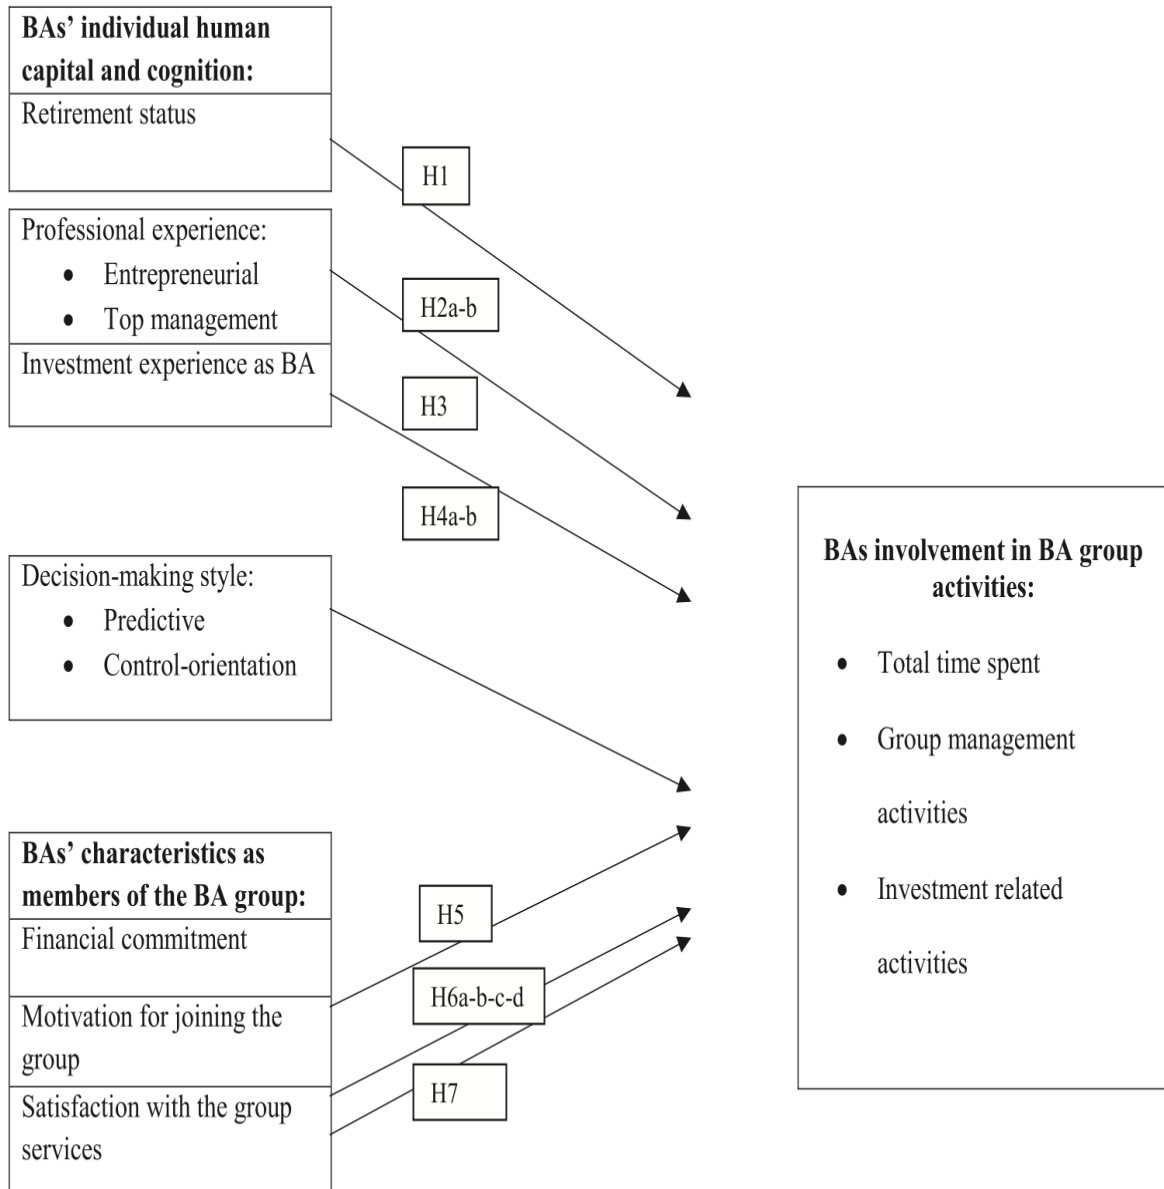 BAs’ individual human
capital and cognition:
Retirement status
Professional experience:
• Entrepreneurial
• Top management
Investment experience as BA
Decision-making style:
• Predictive
• Control-orientation
BAs’ characteristics as
members of the BA group:
Financial commitment
Motivation for joining the
group
Satisfaction with the group
services
H1
H2a-b
H3
H4a-b
H5
H6a-b-c-d
H7
BAs involvement in BA group
activities:
• Total time spent
• Group management
activities
• Investment related
activities